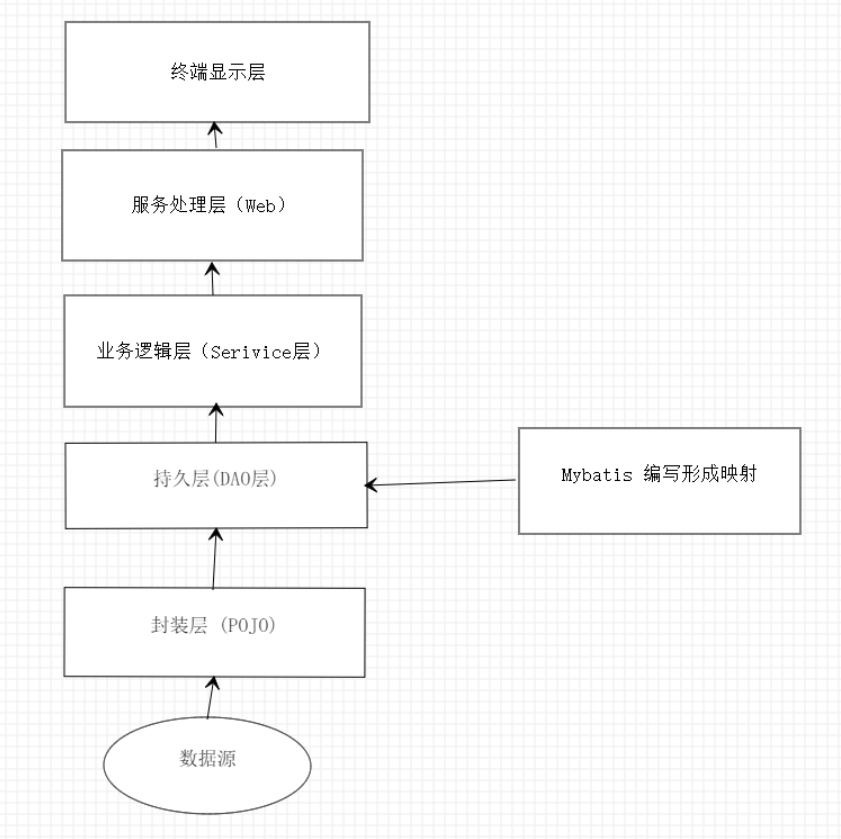 终端显示层
服务处理层（Web）
业务逻辑层（Serivice层）
持久层(DAO层)
Mybatis 编写形成映射
封装层 (POJO)
数据源